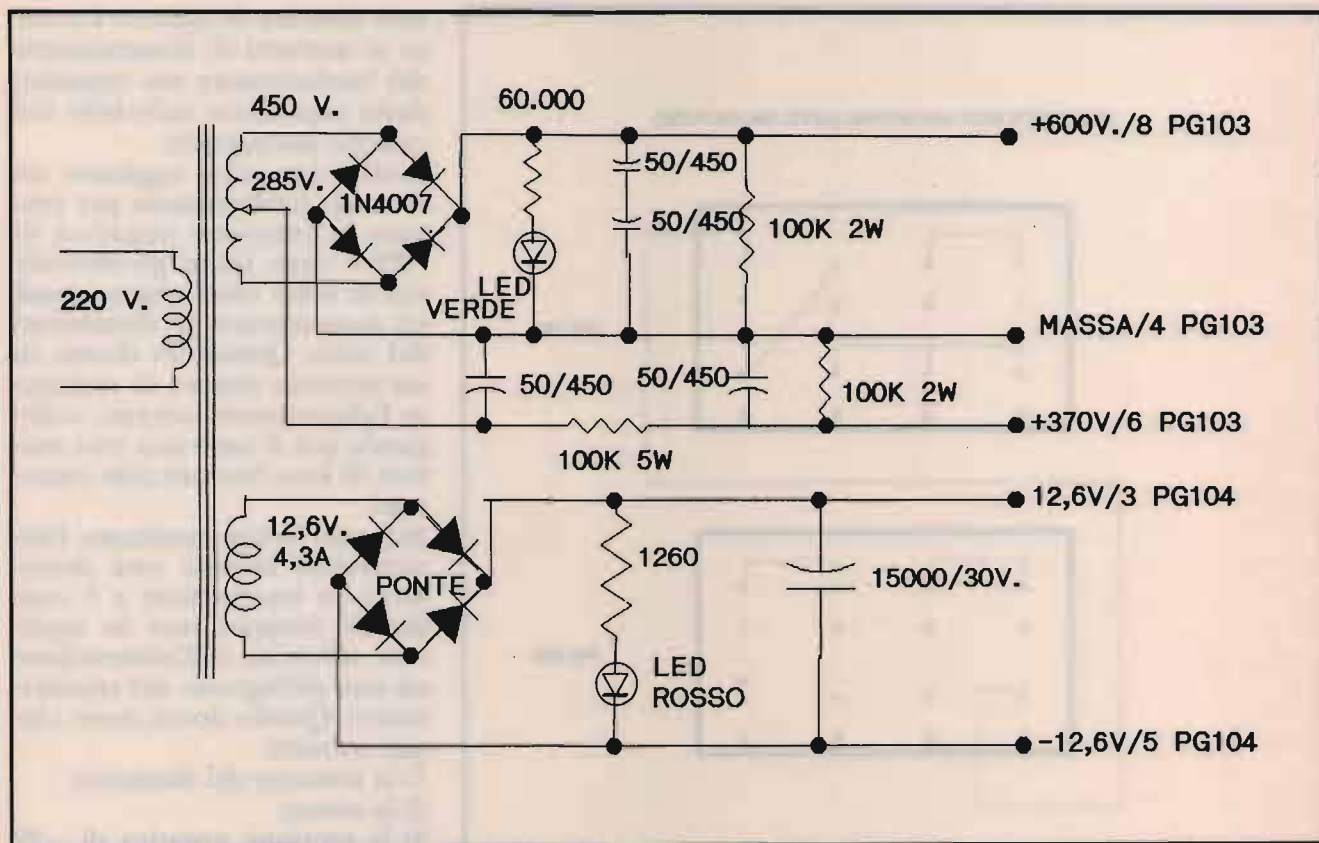 450 V.
60.000
+600V./8 PG103
285V.
1N4007
50/450
50/450
100K 2W
220 V.
LED
VERDE
MASSA/4 PG103
50/450
50/450
100K 2W
+370V/6 PG103
100K 5W
12,6V.
4,3A
PONTE
12,6V/3 PG104
1260
15000/30V.
LED
ROSSO
-12,6V/5 PG104